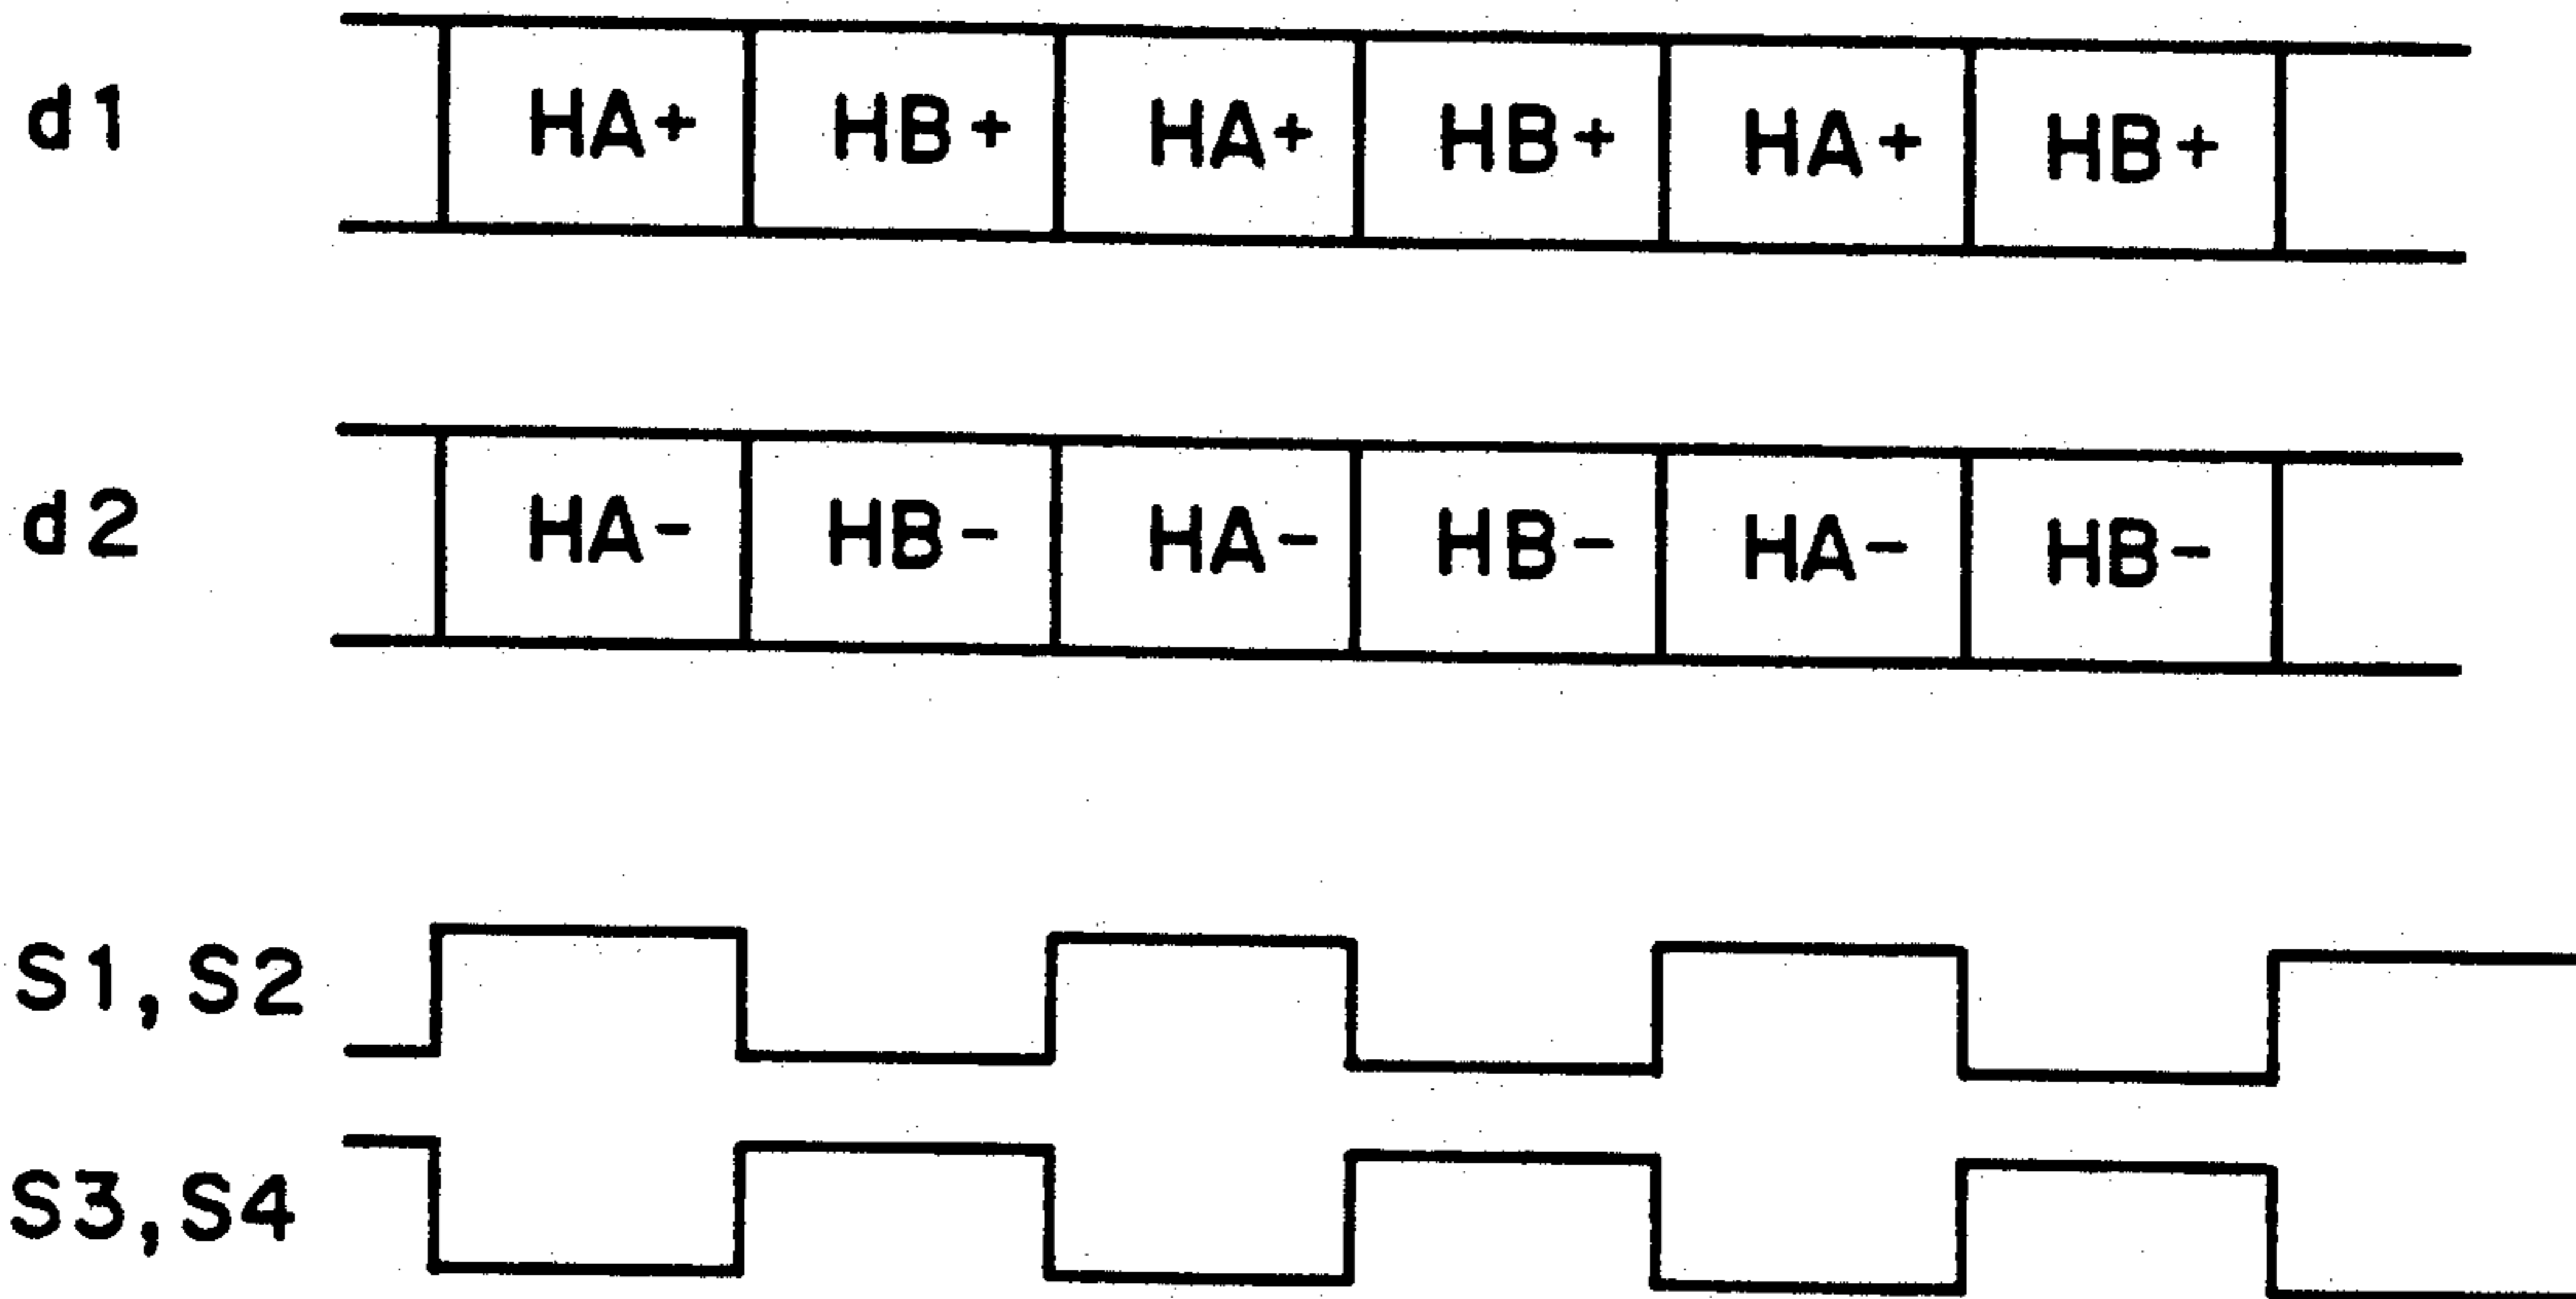 d1 HA+ HB+ HA+ HB+ HA+ HB+
d2 HA- HB- HA- HB- HA- HB-
S1,S2
S3,S4